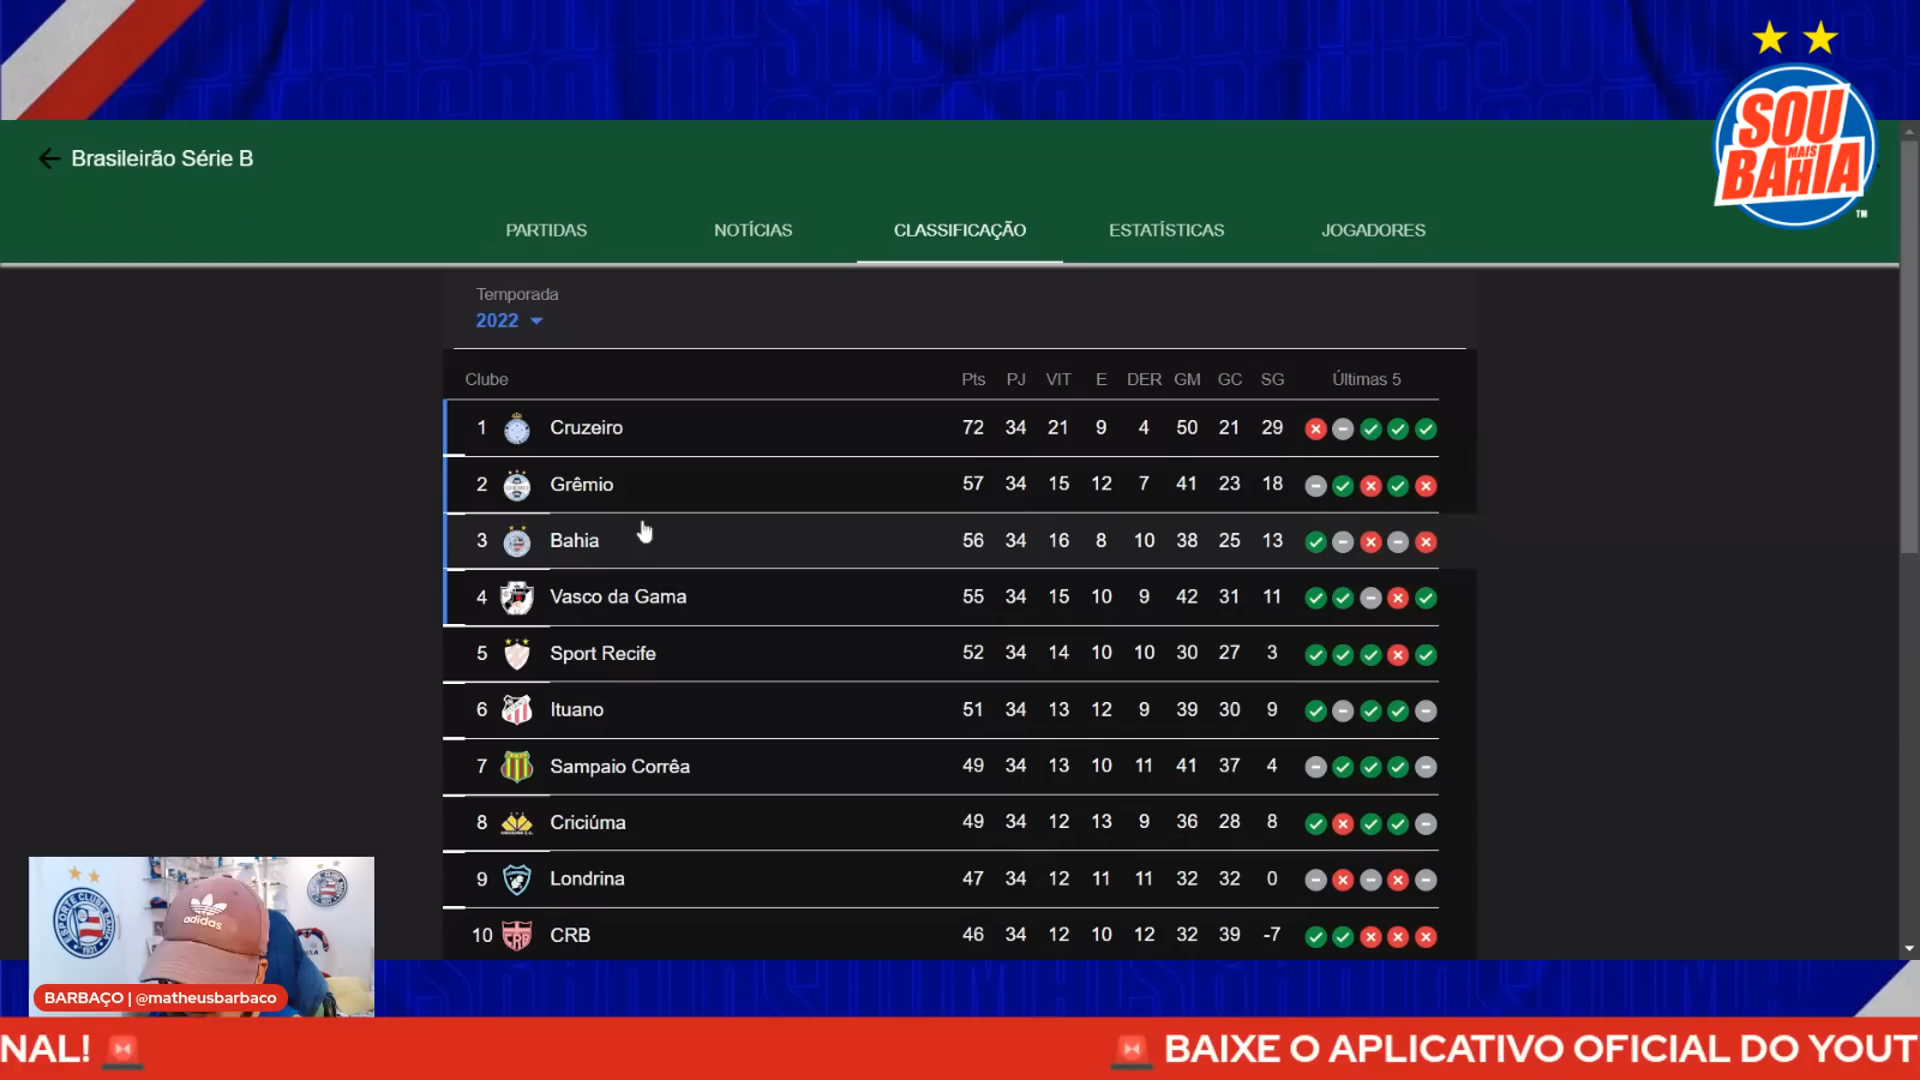 SOU
MAIS
BAHIA
TM
Brasileirão Série B
PARTIDAS NOTÍCIAS CLASSIFICAÇÃO ESTATÍSTICAS JOGADORES
Temporada
2022
Clube Pts PJ VIT E DER GM GC SG Últimas 5
1 Cruzeiro 72 34 21 9 4 50 21 29
2 Grêmio 57 34 15 12 7 41 23 18
3 Bahia 56 34 16 8 10 38 25 13
4 Vasco da Gama 55 34 15 10 9 42 31 11
5 Sport Recife 52 34 14 10 10 30 27 3
6 Ituano 51 34 13 12 9 39 30 9
7 Sampaio Corrêa 49 34 13 10 11 41 37 4
8 Criciúma 49 34 12 13 9 36 28 8
9 Londrina 47 34 12 11 11 32 32 0
10 CRB 46 34 12 10 12 32 39 -7
ESPORTE CLUBE BAHIA
1931
adidas
BARBAÇO | @matheusbarbaco
NAL! BAIXE O APLICATIVO OFICIAL DO YOUT